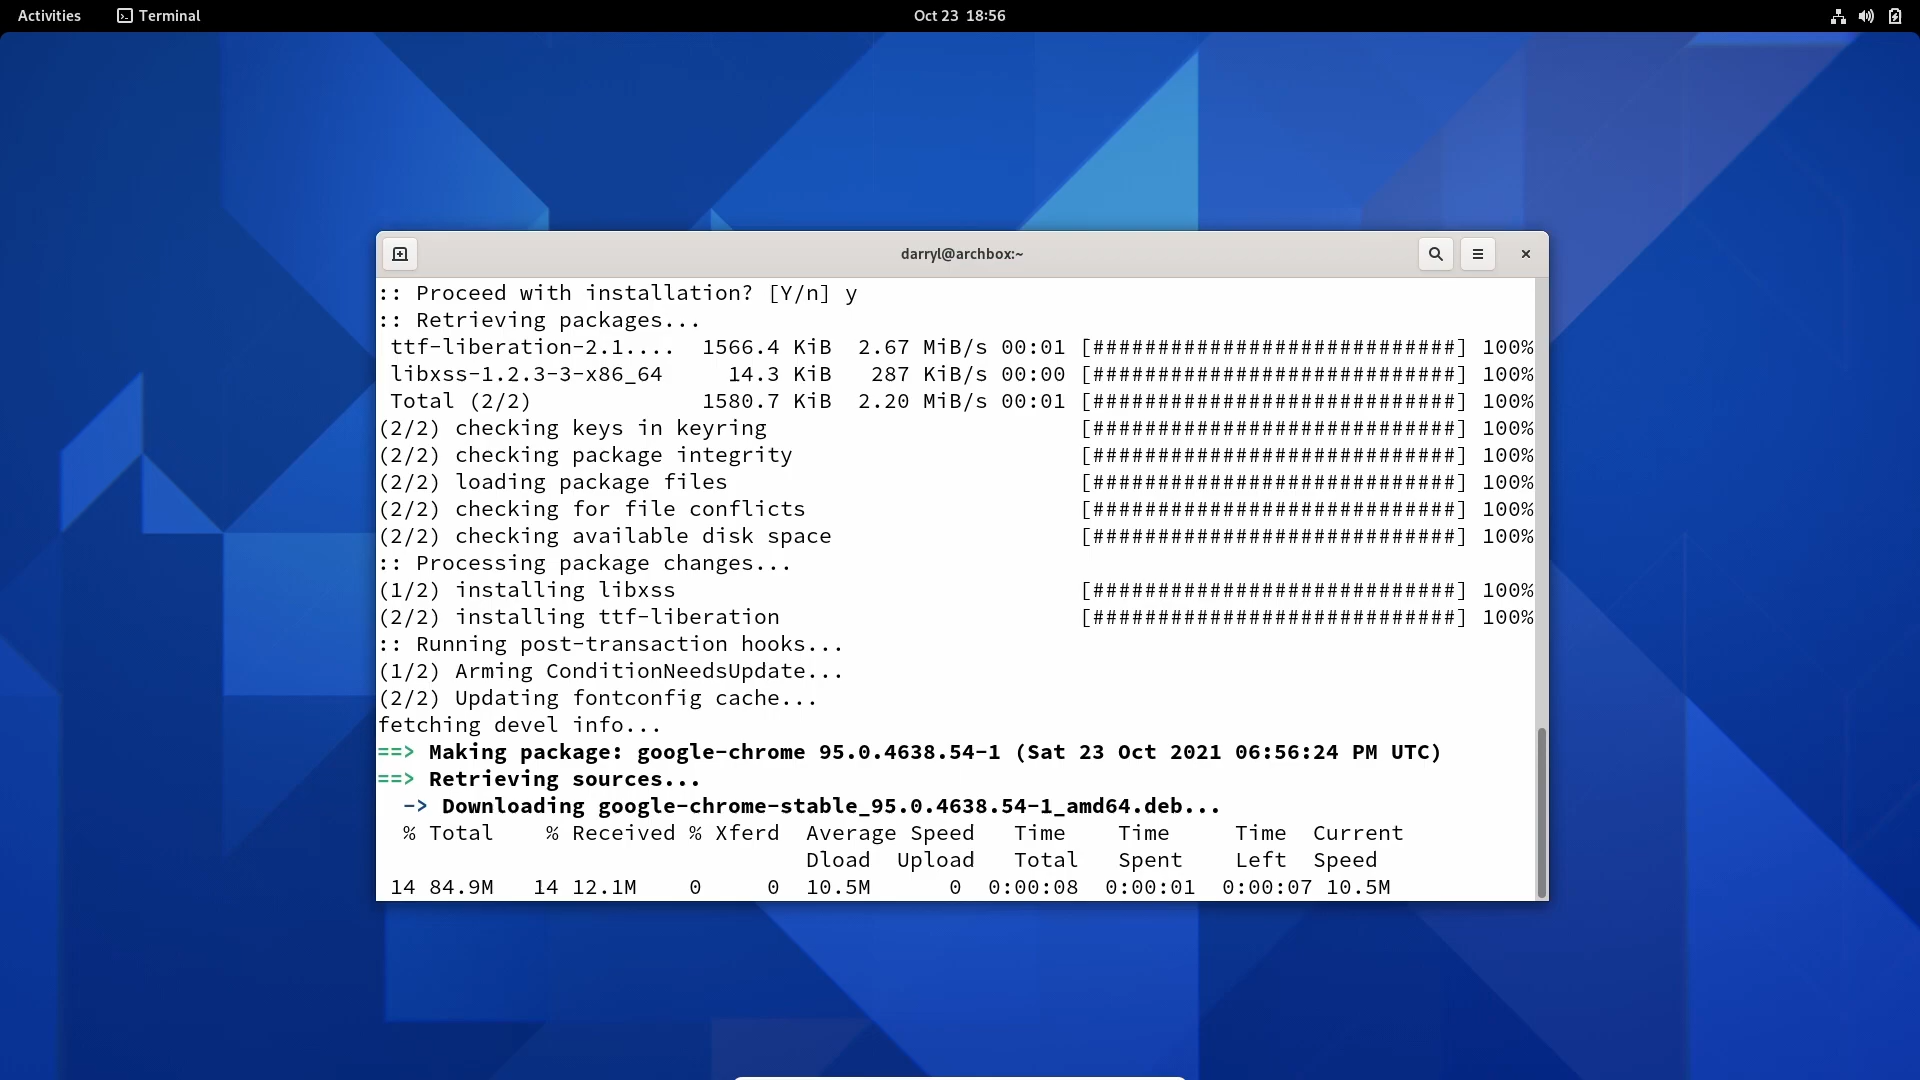 Activities Terminal Oct 23 18:56
darryl@archbox:~
:: Proceed with installation? [Y/n] y
:: Retrieving packages...
ttf-liberation-2.1.... 1566.4 KiB 2.67 MiB/s 00:01 [############################] 100%
libxss-1.2.3-3-x86_64 14.3 KiB 287 KiB/s 00:00 [############################] 100%
Total (2/2) 1580.7 KiB 2.20 MiB/s 00:01 [############################] 100%
(2/2) checking keys in keyring [############################] 100%
(2/2) checking package integrity [############################] 100%
(2/2) loading package files [############################] 100%
(2/2) checking for file conflicts [############################] 100%
(2/2) checking available disk space [############################] 100%
:: Processing package changes...
(1/2) installing libxss [############################] 100%
(2/2) installing ttf-liberation [############################] 100%
:: Running post-transaction hooks...
(1/2) Arming ConditionNeedsUpdate...
(2/2) Updating fontconfig cache...
fetching devel info...
==> Making package: google-chrome 95.0.4638.54-1 (Sat 23 Oct 2021 06:56:24 PM UTC)
==> Retrieving sources...
-> Downloading google-chrome-stable_95.0.4638.54-1_amd64.deb...
% Total % Received % Xferd Average Speed Time Time Time Current
Dload Upload Total Spent Left Speed
14 84.9M 14 12.1M 0 0 10.5M 0 0:00:08 0:00:01 0:00:07 10.5M